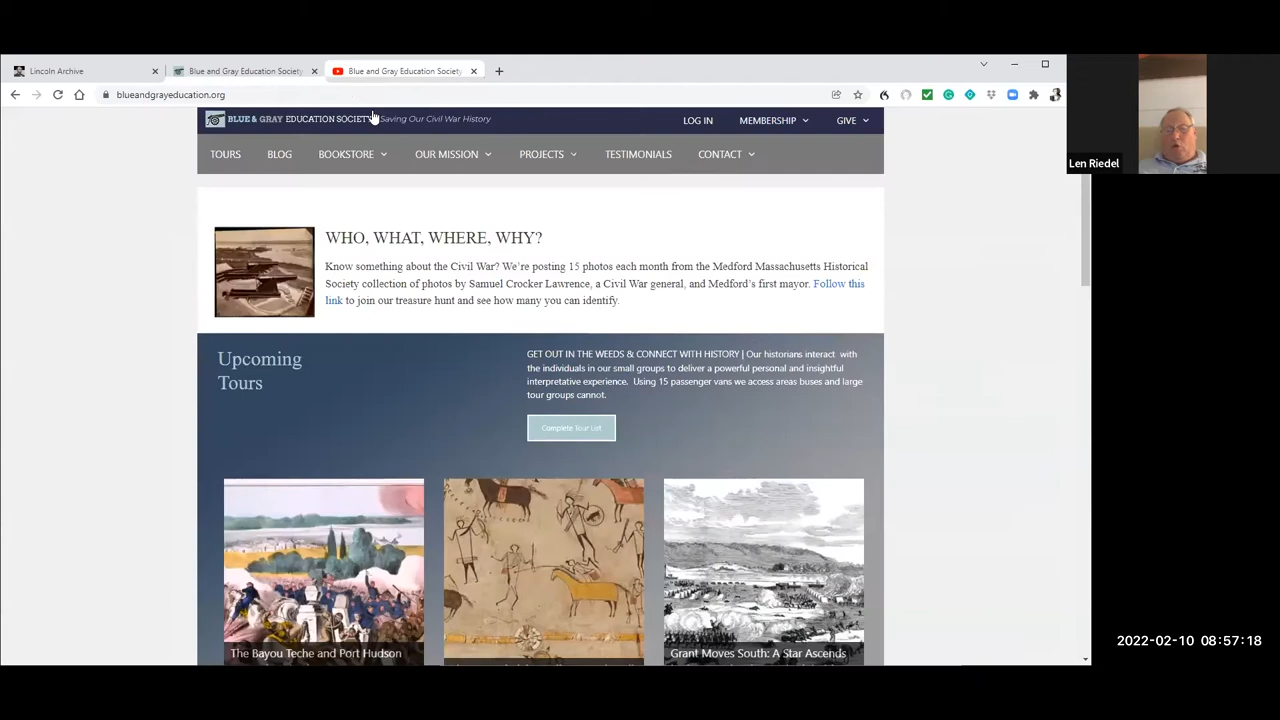 Lincoln Archive
Blue and Gray Education Society
Blue and Gray Education Society
blueandgrayeducation.org
BLUE & GRAY EDUCATION SOCIETY Saving Our Civil War History
LOG IN MEMBERSHIP GIVE
TOURS BLOG BOOKSTORE OUR MISSION PROJECTS TESTIMONIALS CONTACT
Len Riedel
WHO, WHAT, WHERE, WHY?
Know something about the Civil War? We're posting 15 photos each month from the Medford Massachusetts Historical
Society collection of photos by Samuel Crocker Lawrence, a Civil War general, and Medford's first mayor. Follow this
link to join our treasure hunt and see how many you can identify.
Upcoming
Tours
GET OUT IN THE WEEDS & CONNECT WITH HISTORY | Our historians interact with
the individuals in our small groups to deliver a powerful personal and insightful
interpretative experience. Using 15 passenger vans we access areas buses and large
tour groups cannot.
Complete Tour List
The Bayou Teche and Port Hudson
Grant Moves South: A Star Ascends
2022-02-10 08:57:18